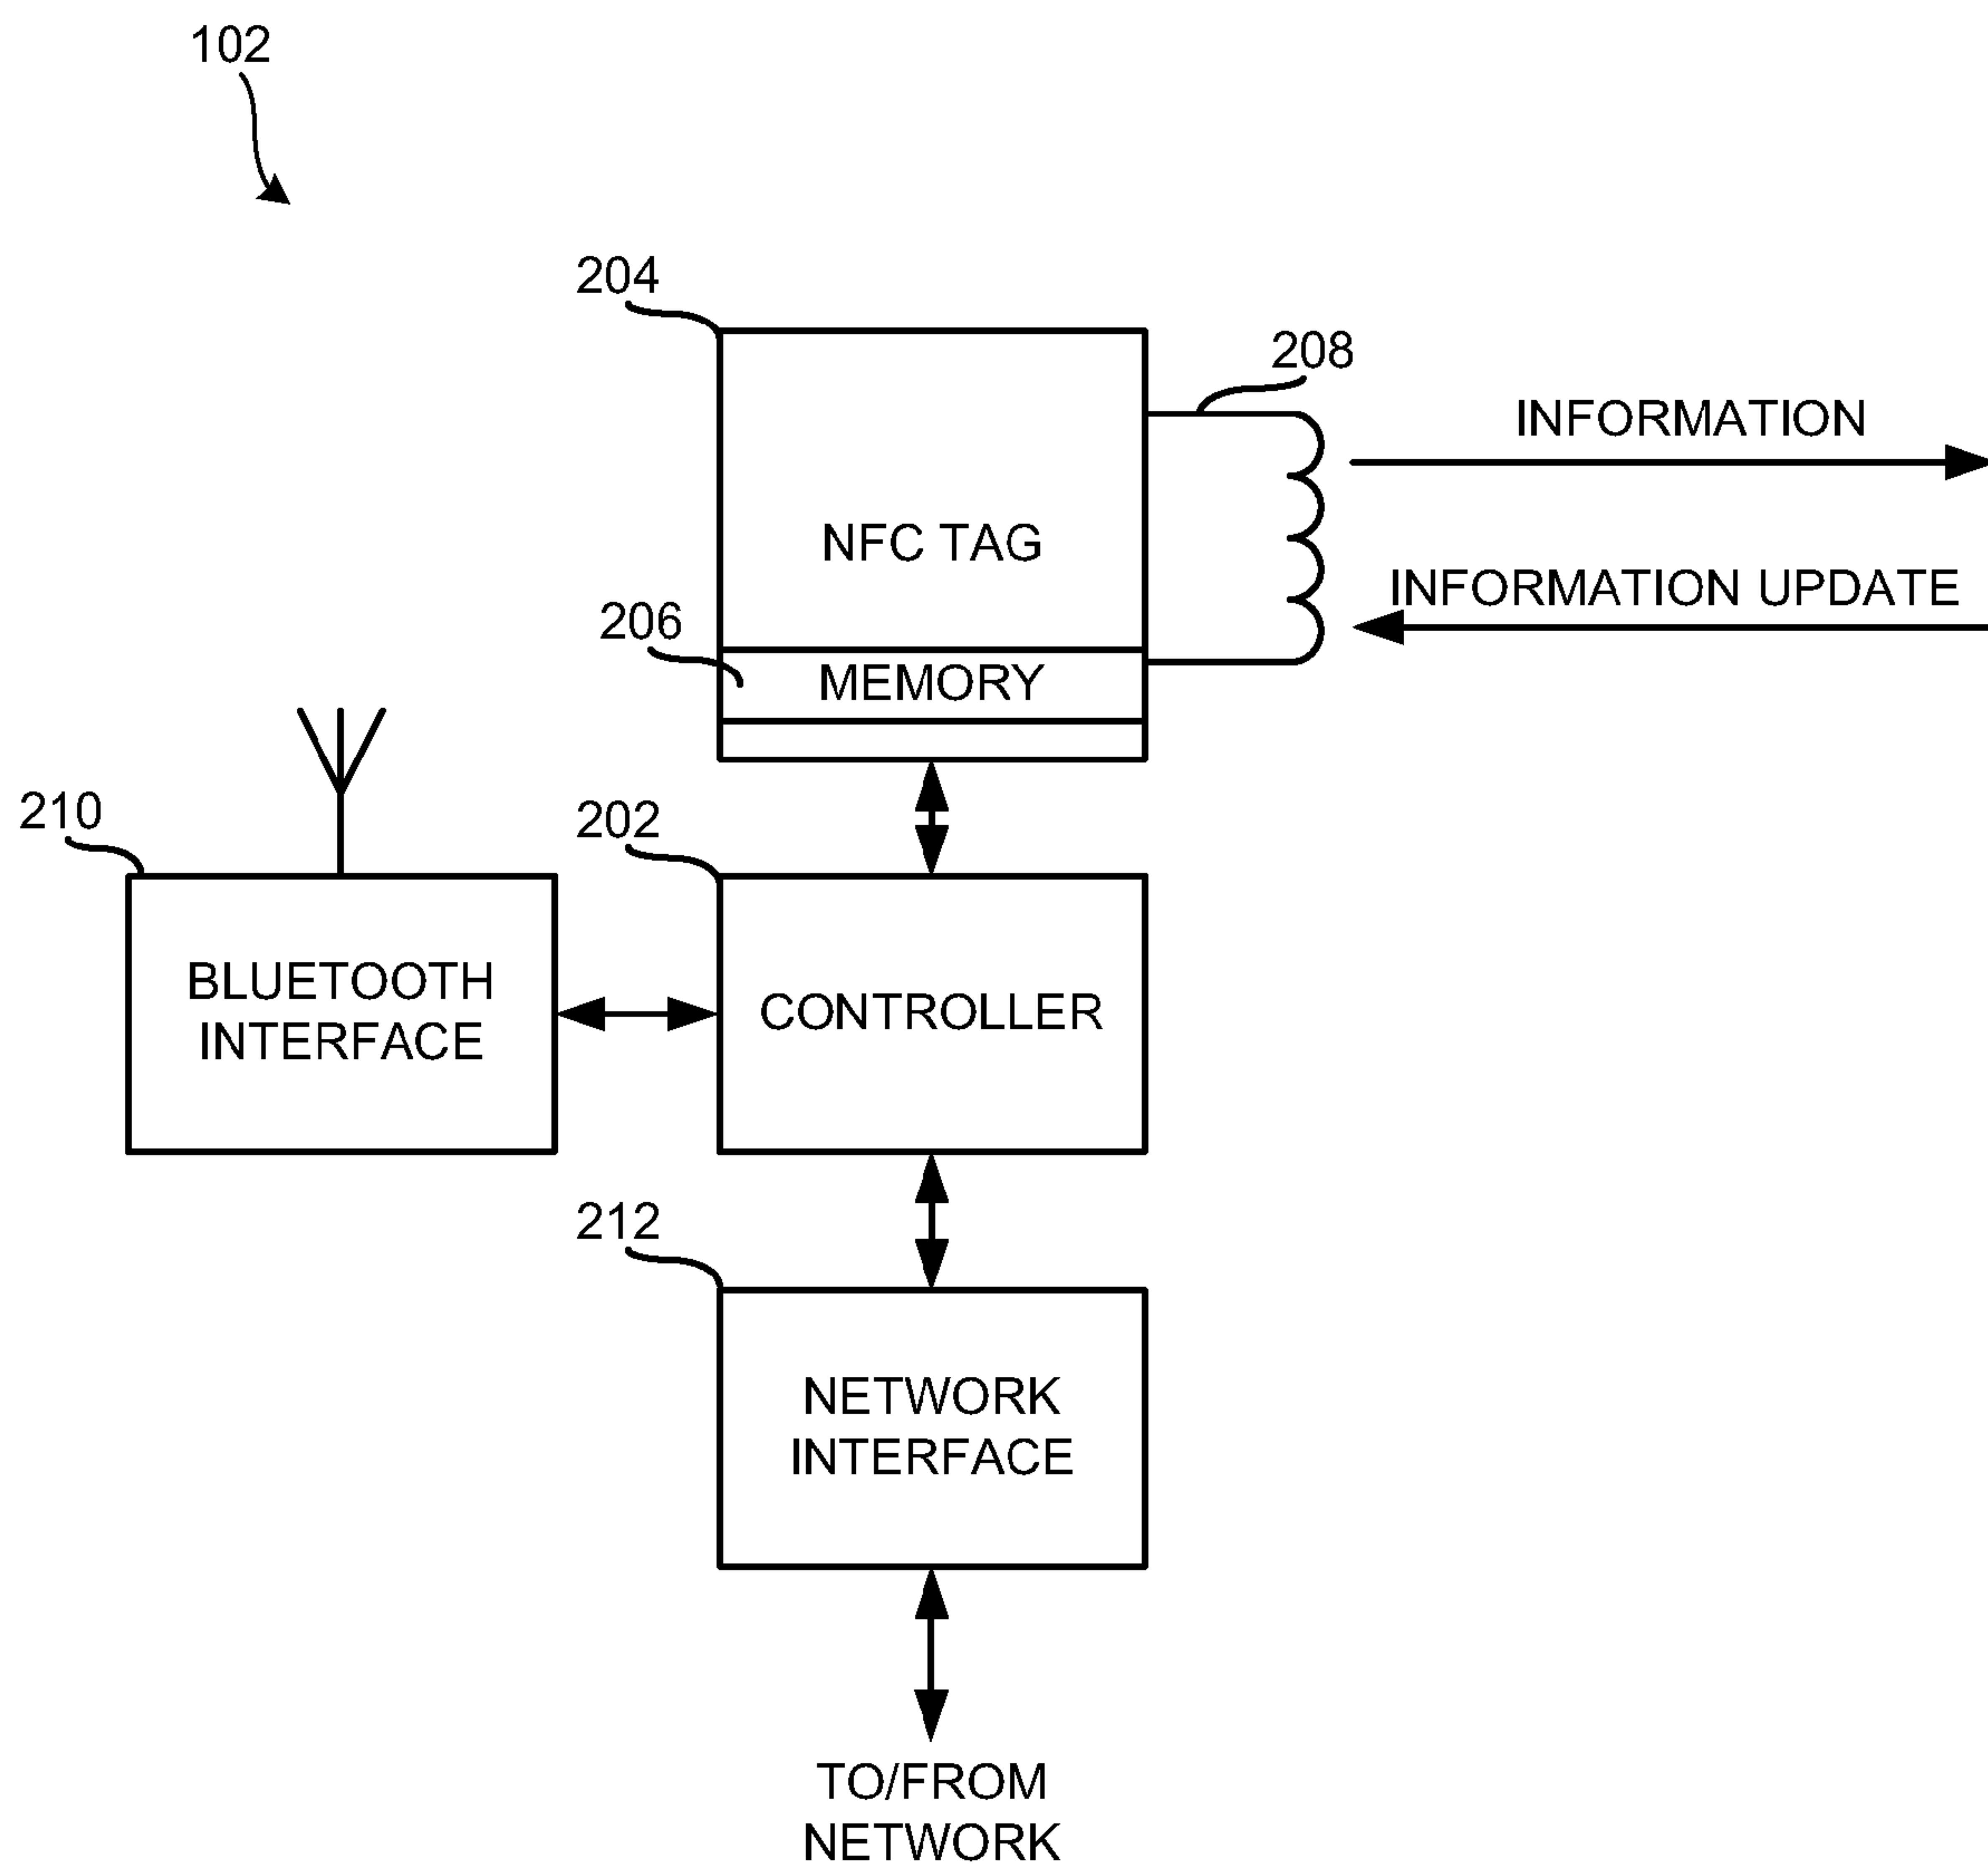 102
204
208
INFORMATION
NFC TAG
INFORMATION UPDATE
206
MEMORY
210
202
BLUETOOTH
INTERFACE
CONTROLLER
212
NETWORK
INTERFACE
TO/FROM
NETWORK